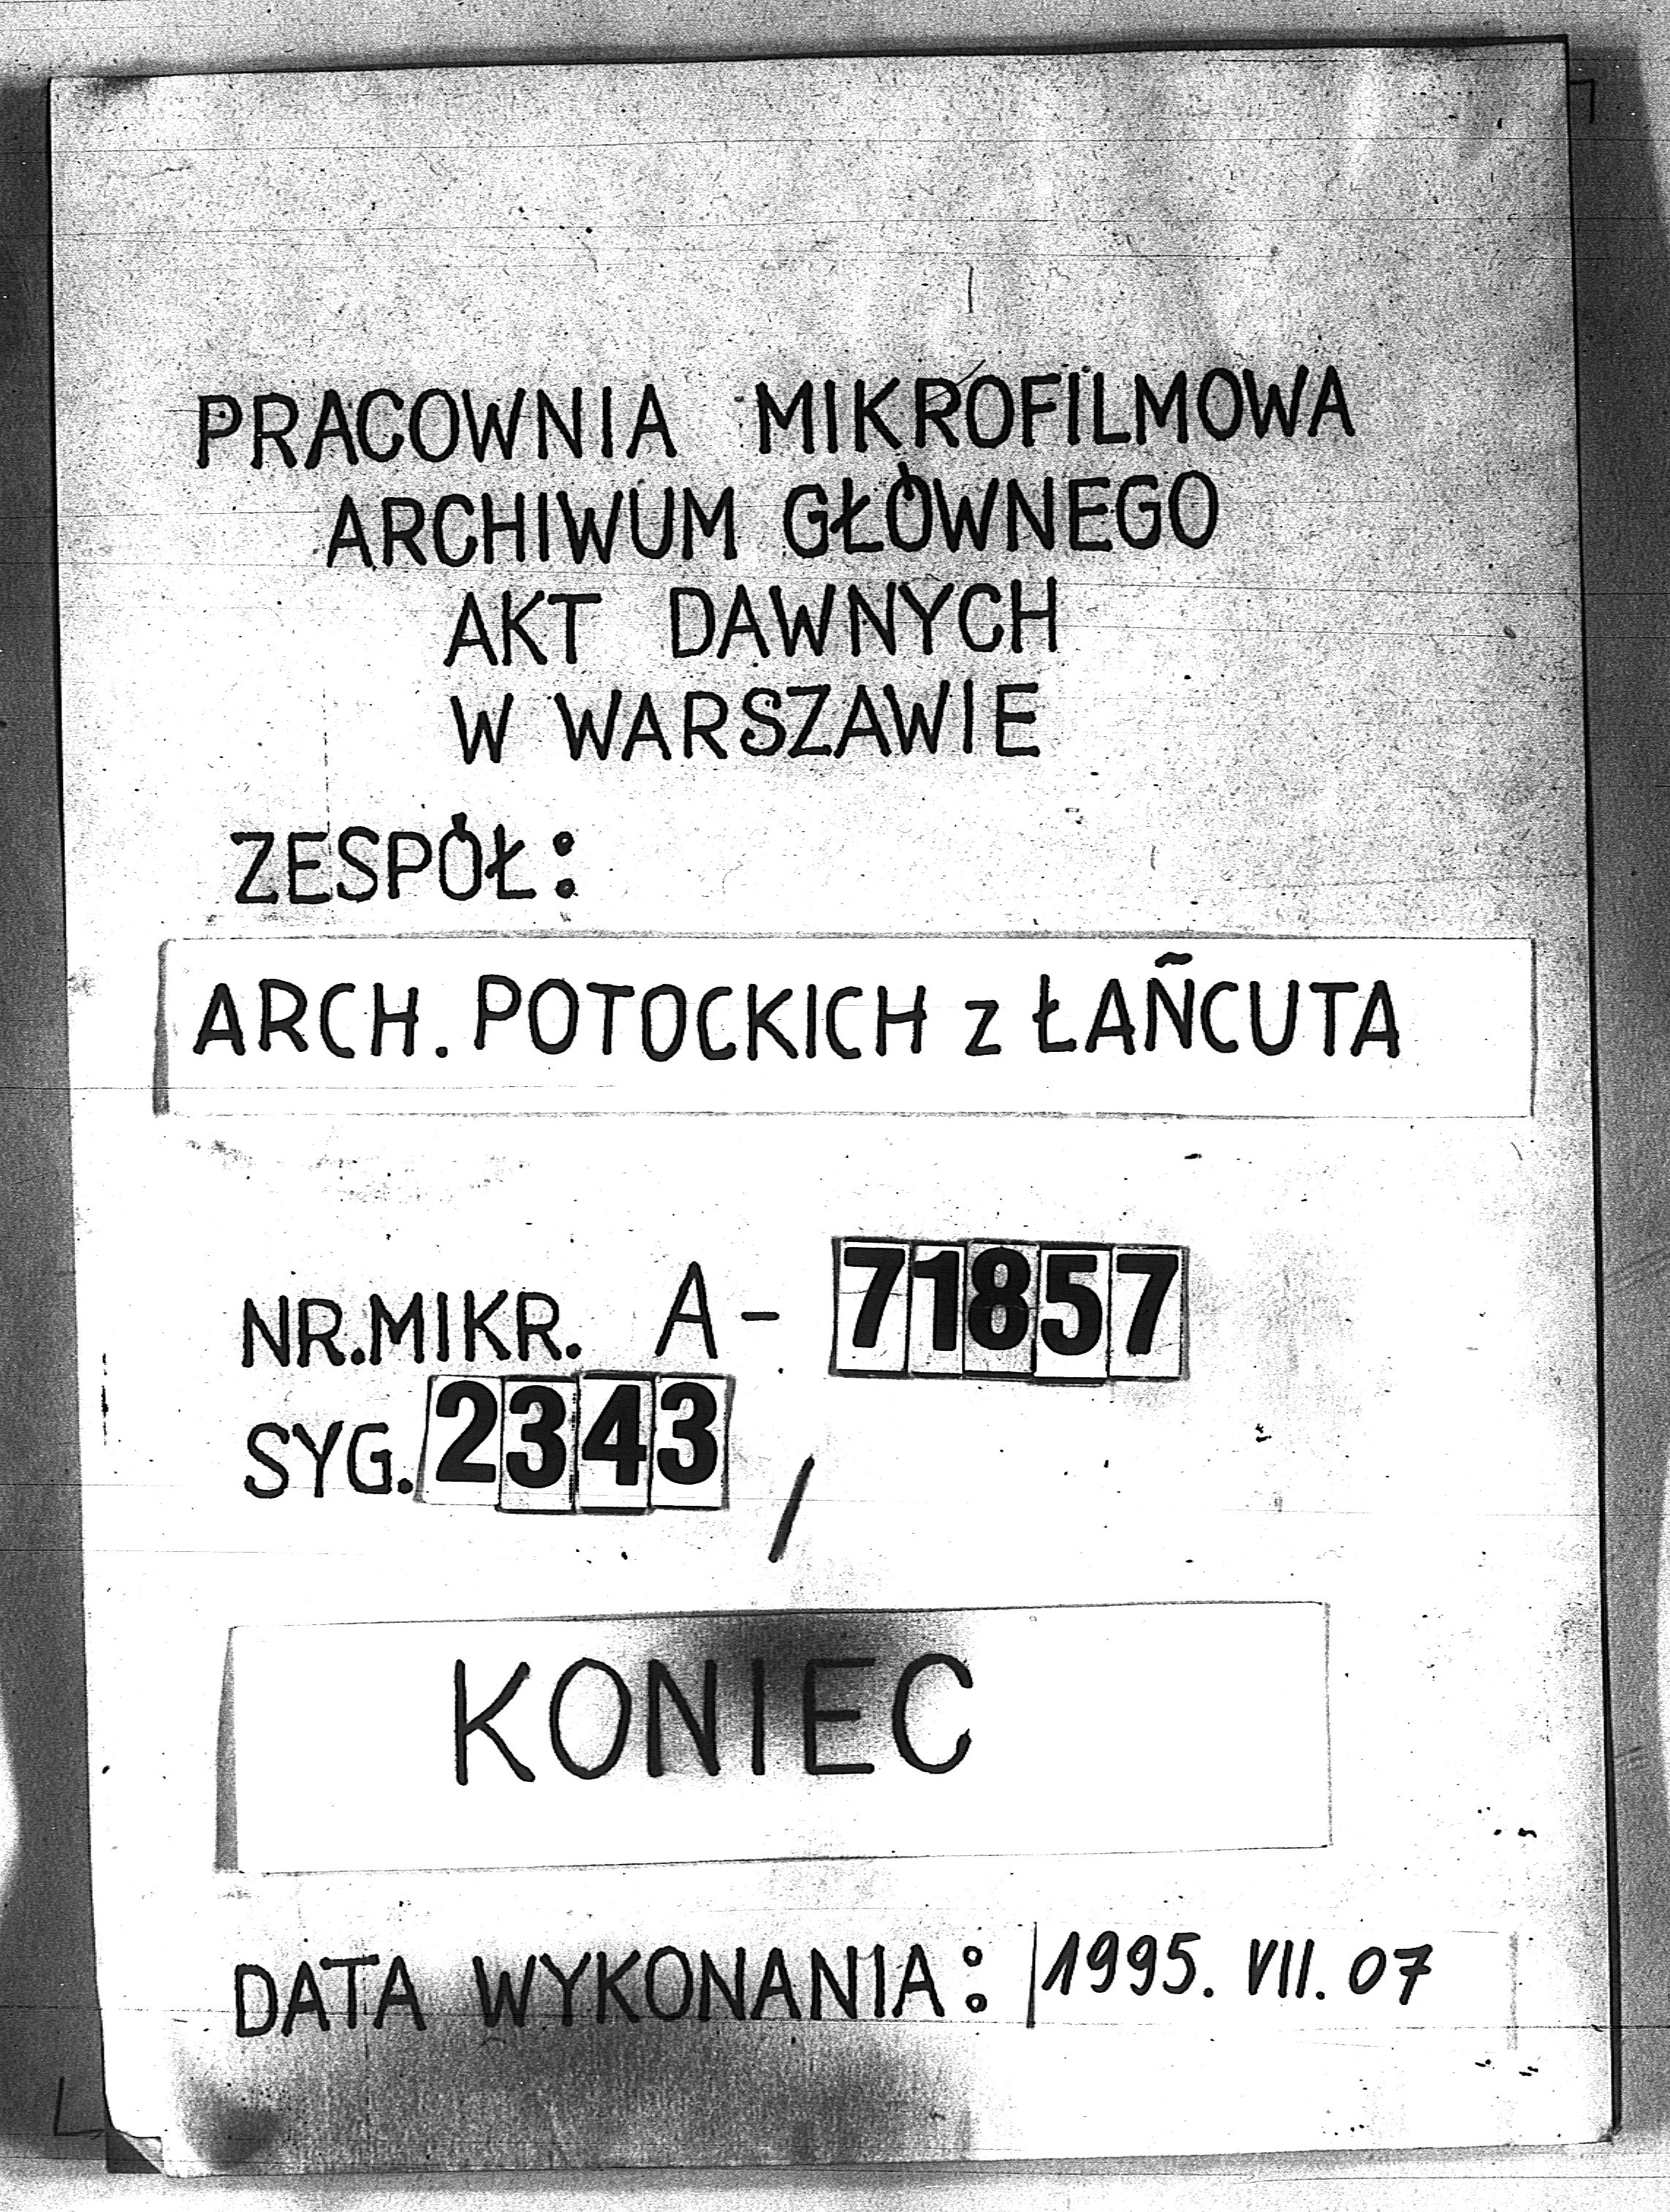 PRACOWNIA MIKROFILMOWA
ARCHIWUM GŁÓWNEGO
AKT DAWNYCH
W WARSZAWIE
ZESPÓŁ:
ARCH. POTOCKICH z ŁAÑCUTA
NR.MIKR. A- 71857
SYG. 2343 /
KONIEC
DATA WYKONANIA: 1995. VII. 07